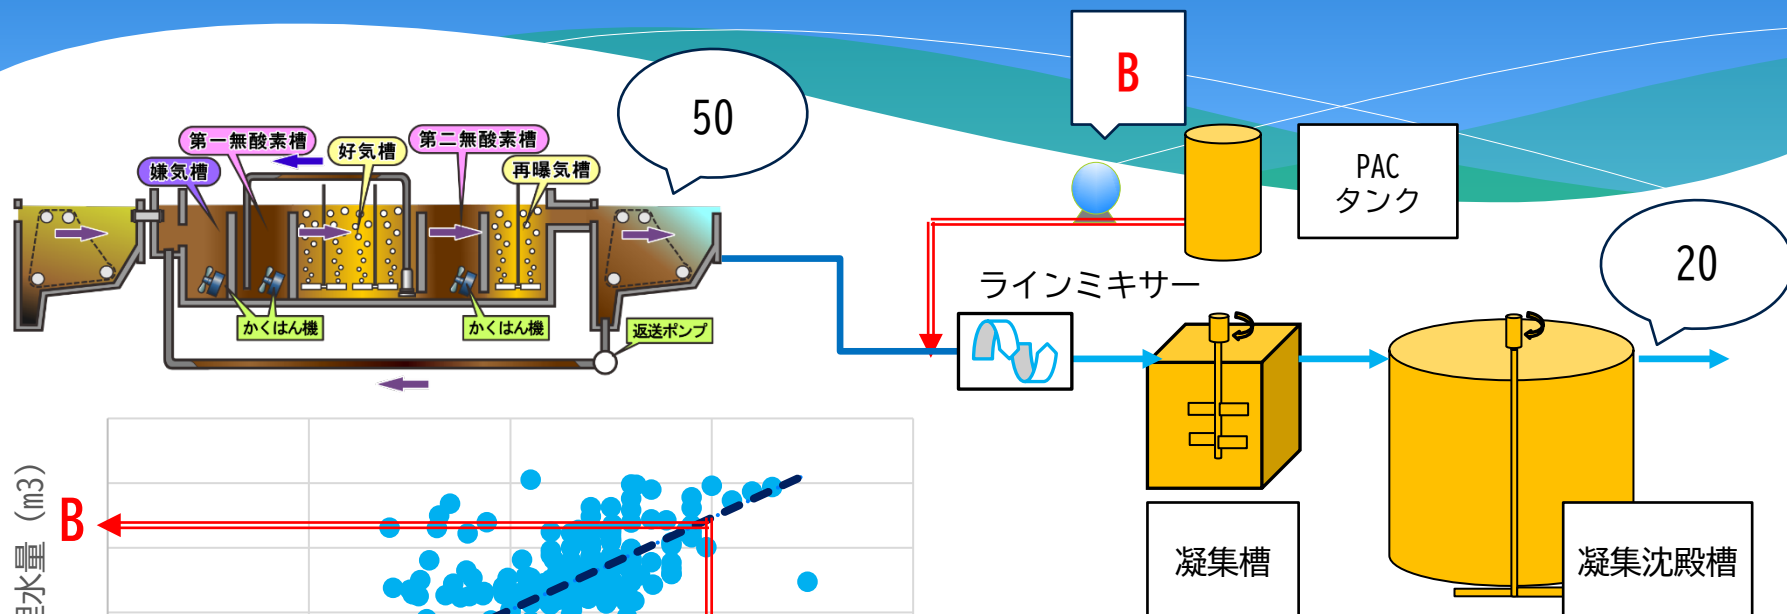 B
50
PAC
タンク
20
第一無酸素槽
好気槽
第二無酸素槽
嫌気槽
再曝気槽
かくはん機
かくはん機
返送ポンプ
ラインミキサー
凝集槽
凝集沈殿槽
B
理水量 (m3)